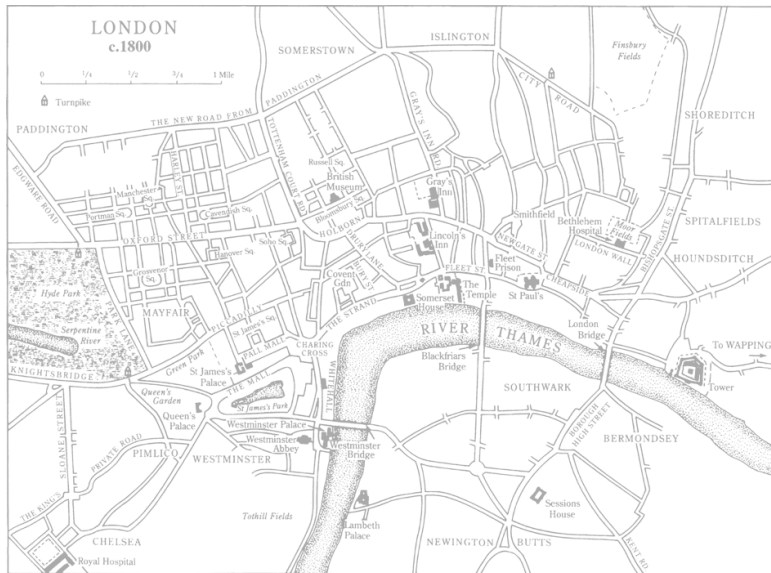 LONDON
c.1800
0 1/4 1/2 3/4 1 Mile
Turnpike
SOMERSTOWN
ISLINGTON
Finsbury
Fields
PADDINGTON
THE NEW ROAD FROM PADDINGTON
CITY ROAD
SHOREDITCH
EDGWARE ROAD
HARLEY ST
TOTTENHAM COURT RD
GRAY'S INN RD
Russell Sq.
British
Museum
Bloomsbury Sq.
Gray's
Inn
Manchester
Sq.
Portman Sq.
Cavendish Sq.
OXFORD STREET
Hanover Sq.
Soho Sq.
HOLBORN
DRURY LANE
Lincoln's
Inn
Smithfield
NEWGATE ST.
Bethlehem
Hospital
Moor
Fields
LONDON WALL
BISHOPSGATE ST.
SPITALFIELDS
HOUNDSDITCH
Grosvenor
Sq.
Covent
Gdn
FLEET ST.
Fleet
Prison
CHEAPSIDE
Hyde Park
Serpentine
River
PARK LANE
MAYFAIR
PICCADILLY
St James's
Sq.
THE STRAND
Somerset
House
The
Temple
St Paul's
London
Bridge
To WAPPING
Green Park
PALL MALL
CHARING
CROSS
RIVER THAMES
Blackfriars
Bridge
KNIGHTSBRIDGE
St James's
Palace
THE MALL
WHITEHALL
SOUTHWARK
Tower
Queen's
Garden
St James's Park
Queen's
Palace
SLOANE STREET
Westminster Palace
Westminster
Abbey
Westminster
Bridge
BOROUGH
HIGH STREET
BERMONDSEY
THE KING'S PRIVATE ROAD
PIMLICO
WESTMINSTER
Tothill Fields
Lambeth
Palace
Sessions
House
CHELSEA
Royal Hospital
NEWINGTON BUTTS
KENT RD.